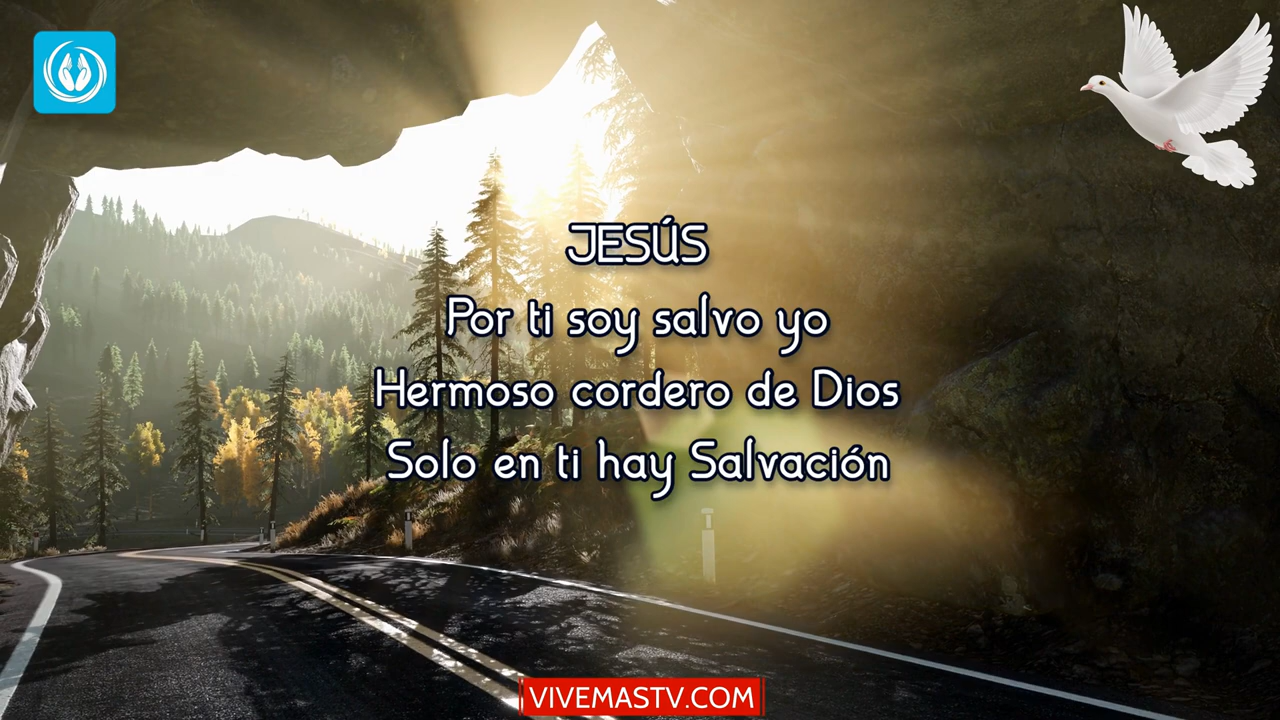 JESÚS
Por ti soy salvo yo
Hermoso cordero de Dios
Solo en ti hay Salvación
VIVEMASTV.COM